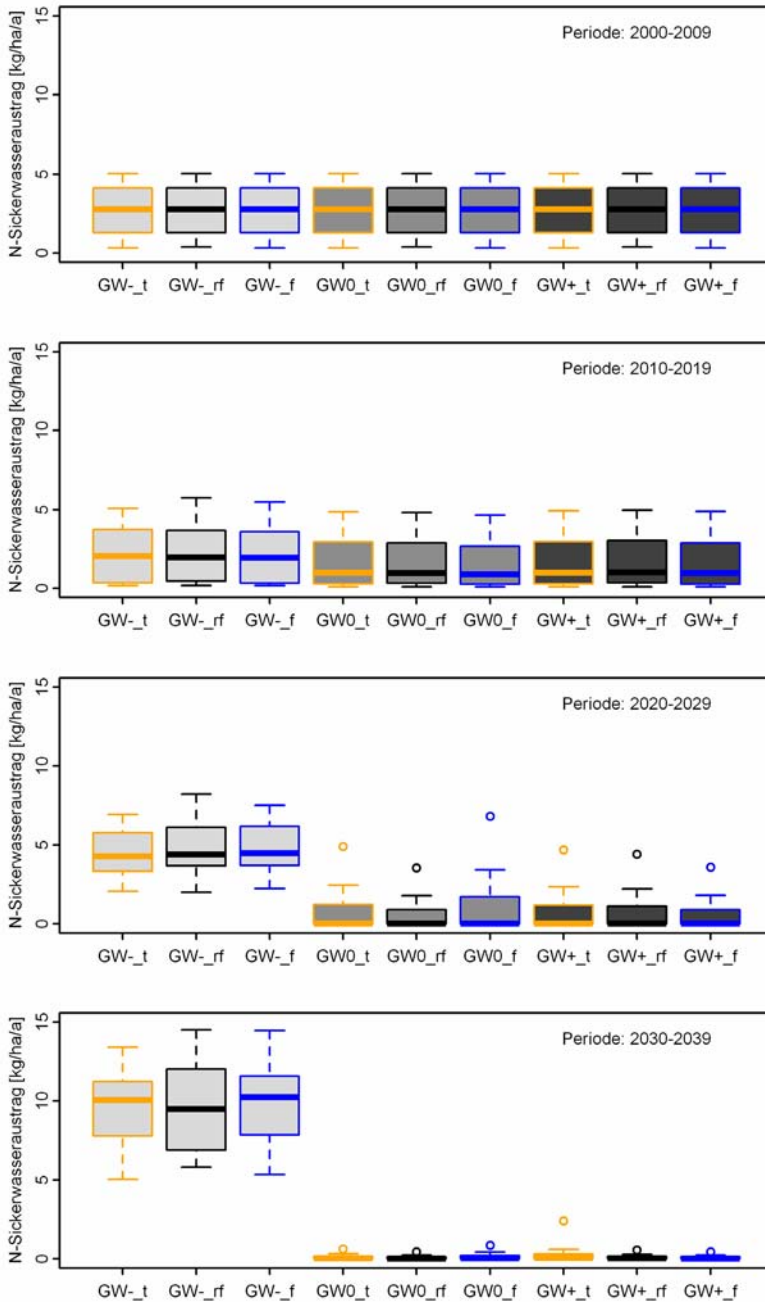 N-Sickerwasseraustrag [kg/ha/a]
Periode: 2000-2009
15
10
5
0
GW-_t GW-_rf GW-_f GW0_t GW0_rf GW0_f GW+_t GW+_rf GW+_f
N-Sickerwasseraustrag [kg/ha/a]
Periode: 2010-2019
15
10
5
0
GW-_t GW-_rf GW-_f GW0_t GW0_rf GW0_f GW+_t GW+_rf GW+_f
N-Sickerwasseraustrag [kg/ha/a]
Periode: 2020-2029
15
10
5
0
GW-_t GW-_rf GW-_f GW0_t GW0_rf GW0_f GW+_t GW+_rf GW+_f
N-Sickerwasseraustrag [kg/ha/a]
Periode: 2030-2039
15
10
5
0
GW-_t GW-_rf GW-_f GW0_t GW0_rf GW0_f GW+_t GW+_rf GW+_f